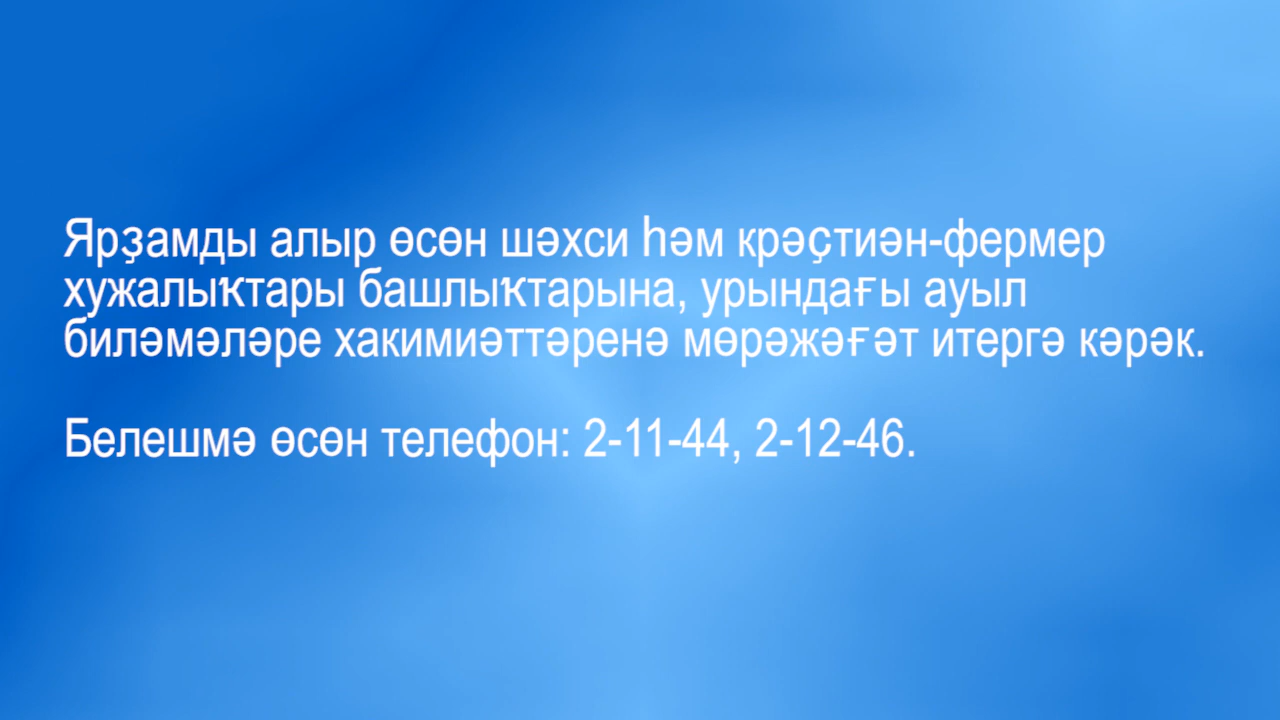 Ярҙамды алыр өсөн шәхси һәм крәҫтиән-фермер
хужалыҡтары башлыҡтарына, урындағы ауыл
биләмәләре хакимиәттәренә мөрәжәғәт итергә кәрәк.
Белешмә өсөн телефон: 2-11-44, 2-12-46.